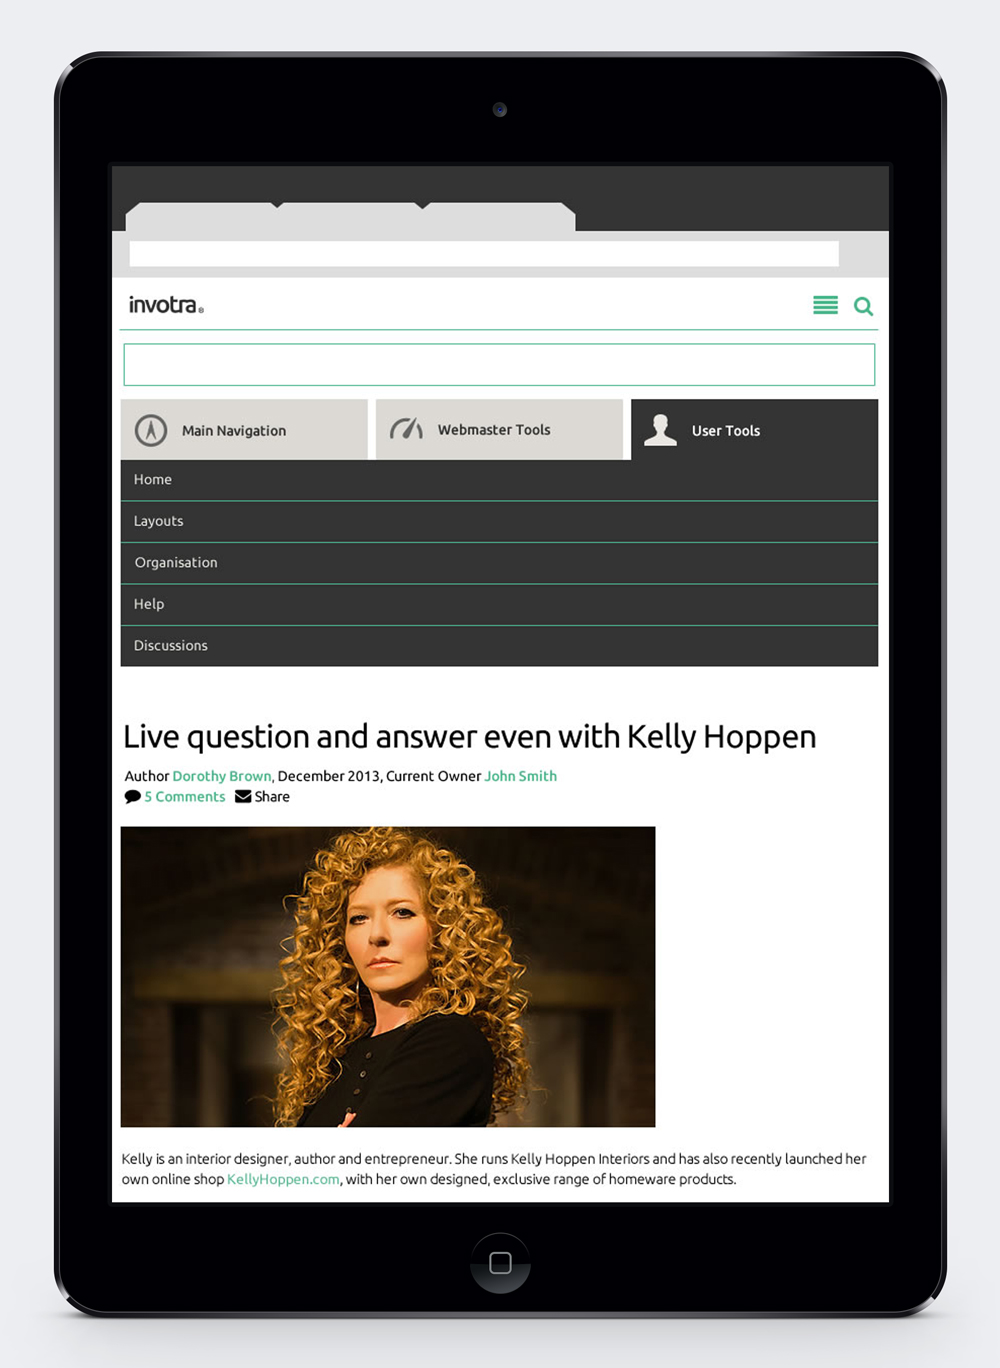 invotra®
Main Navigation
Webmaster Tools
User Tools
Home
Layouts
Organisation
Help
Discussions
Live question and answer even with Kelly Hoppen
Author Dorothy Brown, December 2013, Current Owner John Smith
5 Comments Share
Kelly is an interior designer, author and entrepreneur. She runs Kelly Hoppen Interiors and has also recently launched her
own online shop KellyHoppen.com, with her own designed, exclusive range of homeware products.